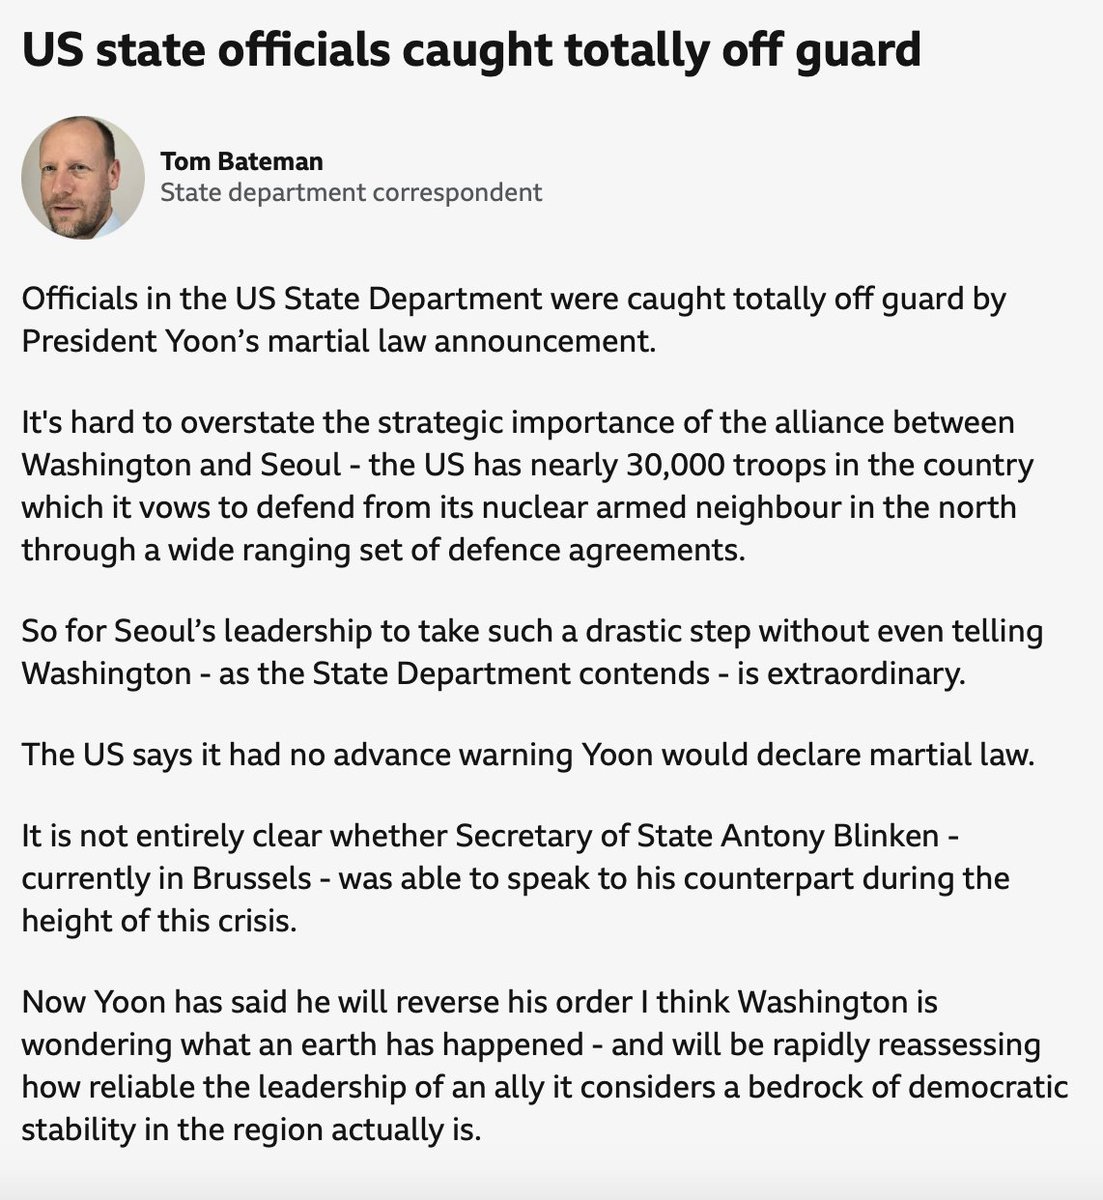 US state officials caught totally off guard
Tom Bateman
State department correspondent
Officials in the US State Department were caught totally off guard by
President Yoon’s martial law announcement.
It's hard to overstate the strategic importance of the alliance between
Washington and Seoul - the US has nearly 30,000 troops in the country
which it vows to defend from its nuclear armed neighbour in the north
through a wide ranging set of defence agreements.
So for Seoul’s leadership to take such a drastic step without even telling
Washington - as the State Department contends - is extraordinary.
The US says it had no advance warning Yoon would declare martial law.
It is not entirely clear whether Secretary of State Antony Blinken -
currently in Brussels - was able to speak to his counterpart during the
height of this crisis.
Now Yoon has said he will reverse his order I think Washington is
wondering what an earth has happened - and will be rapidly reassessing
how reliable the leadership of an ally it considers a bedrock of democratic
stability in the region actually is.